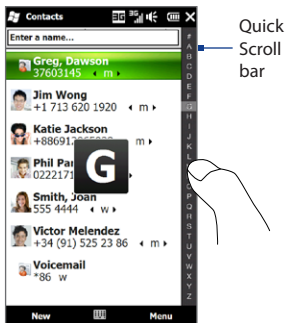 Contacts
Enter a name...
Greg, Dawson
37603145 m
Jim Wong
+1 713 620 1920 m
Katie Jackson
m
Phil
Smith, Joan
555 4444 w
Victor Melendez
+34 (91) 525 23 86 m
Voicemail
*86 w
New
Menu
G
#
A
B
C
D
E
F
G
H
I
J
K
L
P
Q
R
S
T
U
V
W
X
Y
Z
Quick
Scroll
bar